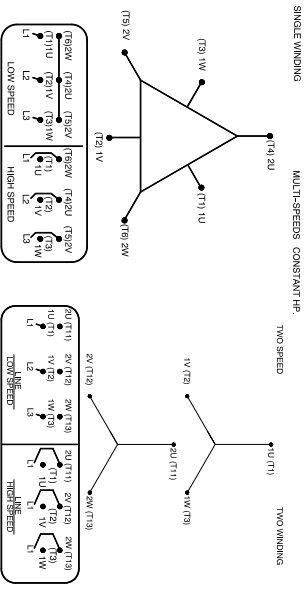 SINGLE WINDING MULTI-SPEEDS CONSTANT HP.
(T4) 2U
(T3) 1W
(T1) 1U
(T5) 2V
(T2) 1V
(T6) 2W
(T6)2W (T4)2U (T5)2V
(T1)1U (T2)1V (T3)1W
L1 L2 L3
LOW SPEED
(T6)2W (T4)2U (T5)2V
(T1) (T2) (T3)
1U 1V 1W
L1 L2 L3
HIGH SPEED
TWO SPEED TWO WINDING
1U (T1)
1V (T2) 1W (T3)
2U (T11)
2V (T12) 2W (T13)
2U (T11) 2V (T12) 2W (T13)
1U (T1) 1V (T2) 1W (T3)
L1 L2 L3
LINE
LOW SPEED
2U (T11) 2V (T12) 2W (T13)
(T1) (T2) (T3)
1U 1V 1W
L1 L1 L1
LINE
HIGH SPEED